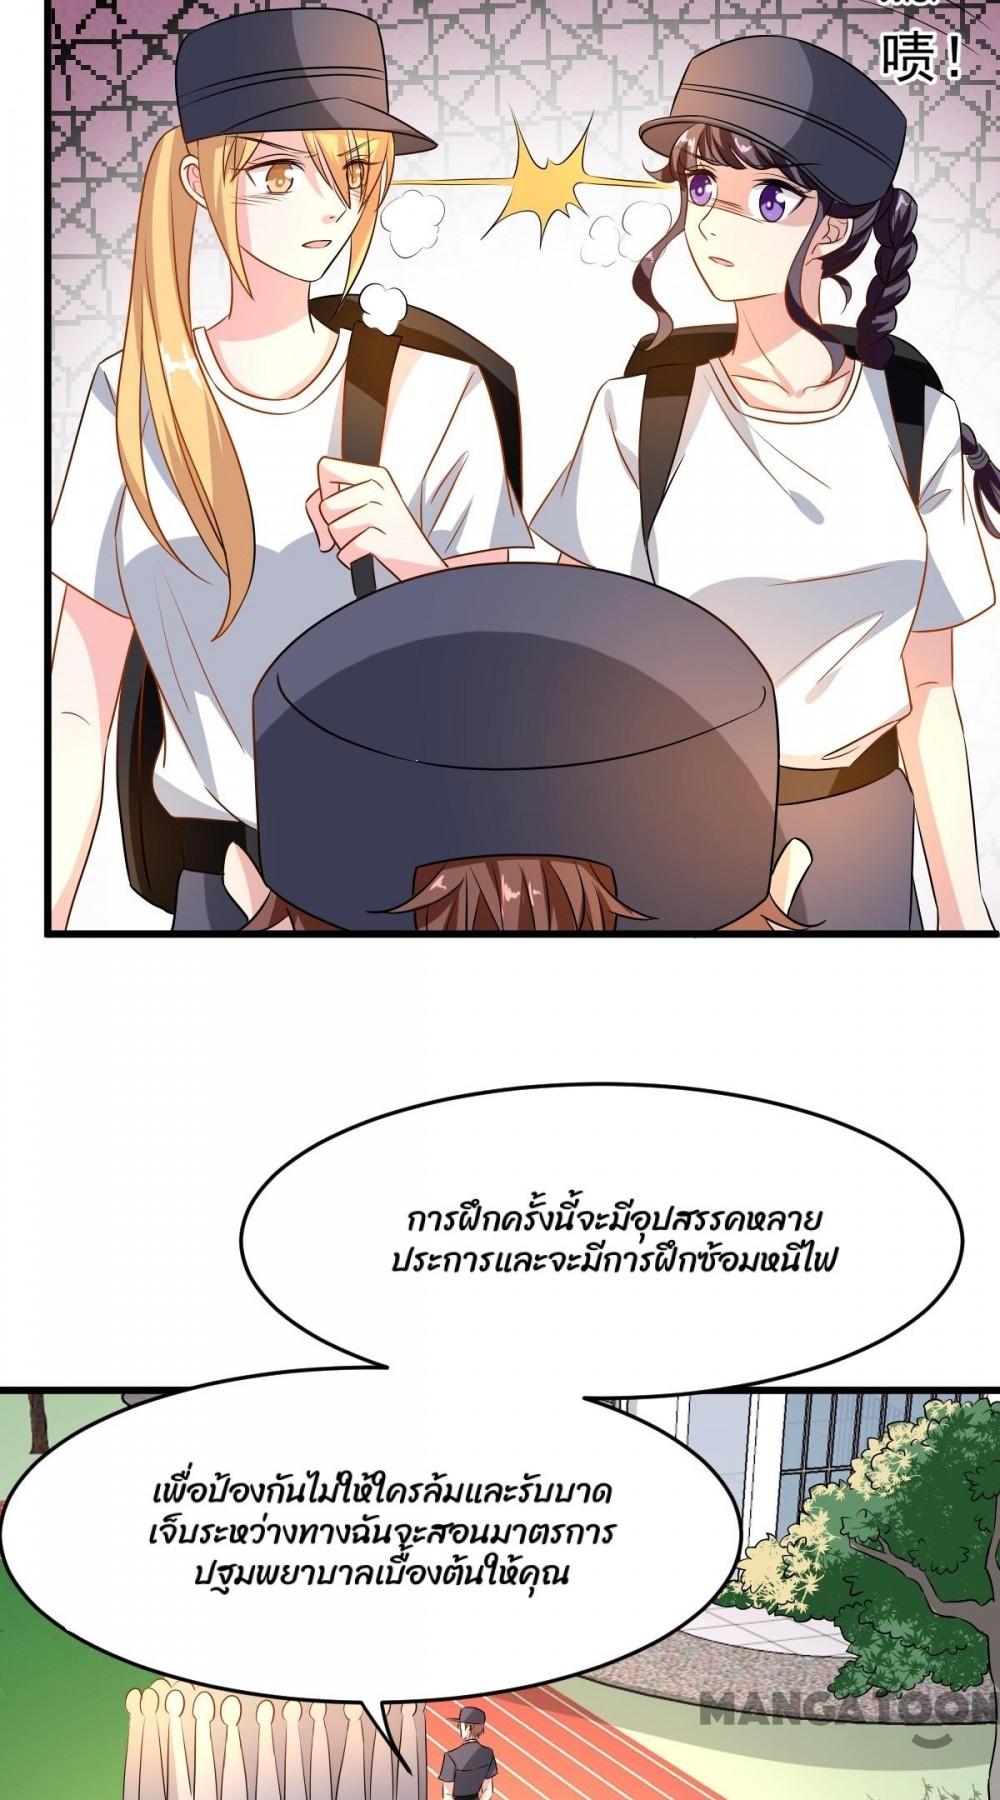 啧！
การฝึกครั้งนี้จะมีอุปสรรคหลาย
ประการและจะมีการฝึกซ้อมหนีไฟ
เพื่อป้องกันไม่ให้ใครล้มและรับบาด
เจ็บระหว่างทางฉันจะสอนมาตรการ
ปฐมพยาบาลเบื้องต้นให้คุณ
MANGATOON